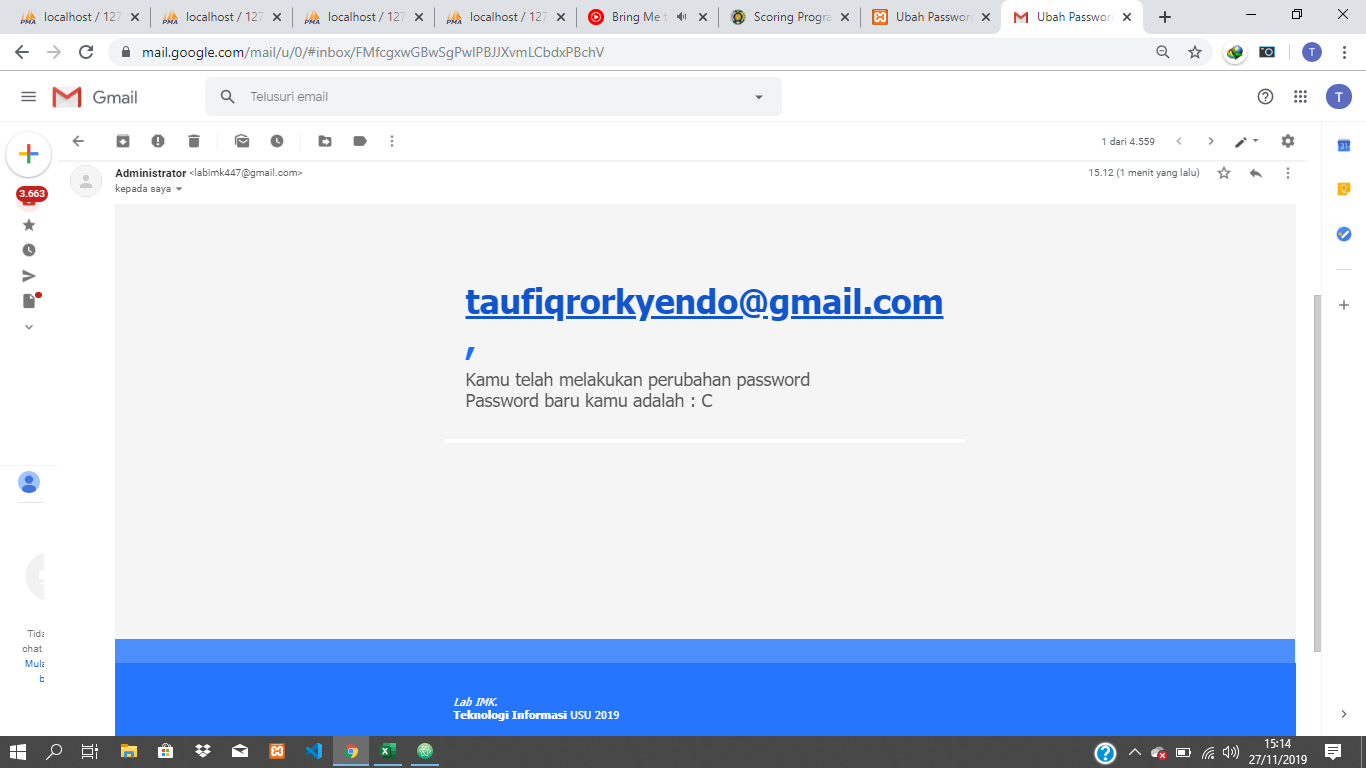 localhost / 127
localhost / 127
localhost / 127
localhost / 127
Bring Me t
Scoring Progra
Ubah Passwor
Ubah Passwor
mail.google.com/mail/u/0/#inbox/FMfcgxwGBwSgPwIPBJJXvmLCbdxPBchV
T
Gmail
Telusuri email
T
1 dari 4.559
Administrator <labimk447@gmail.com>
15.12 (1 menit yang lalu)
kepada saya
3.663
31
taufiqrorkyendo@gmail.com
,
Kamu telah melakukan perubahan password
Password baru kamu adalah : C
Tida
chat
Mula
b
Lab IMK.
Teknologi Informasi USU 2019
15:14
27/11/2019